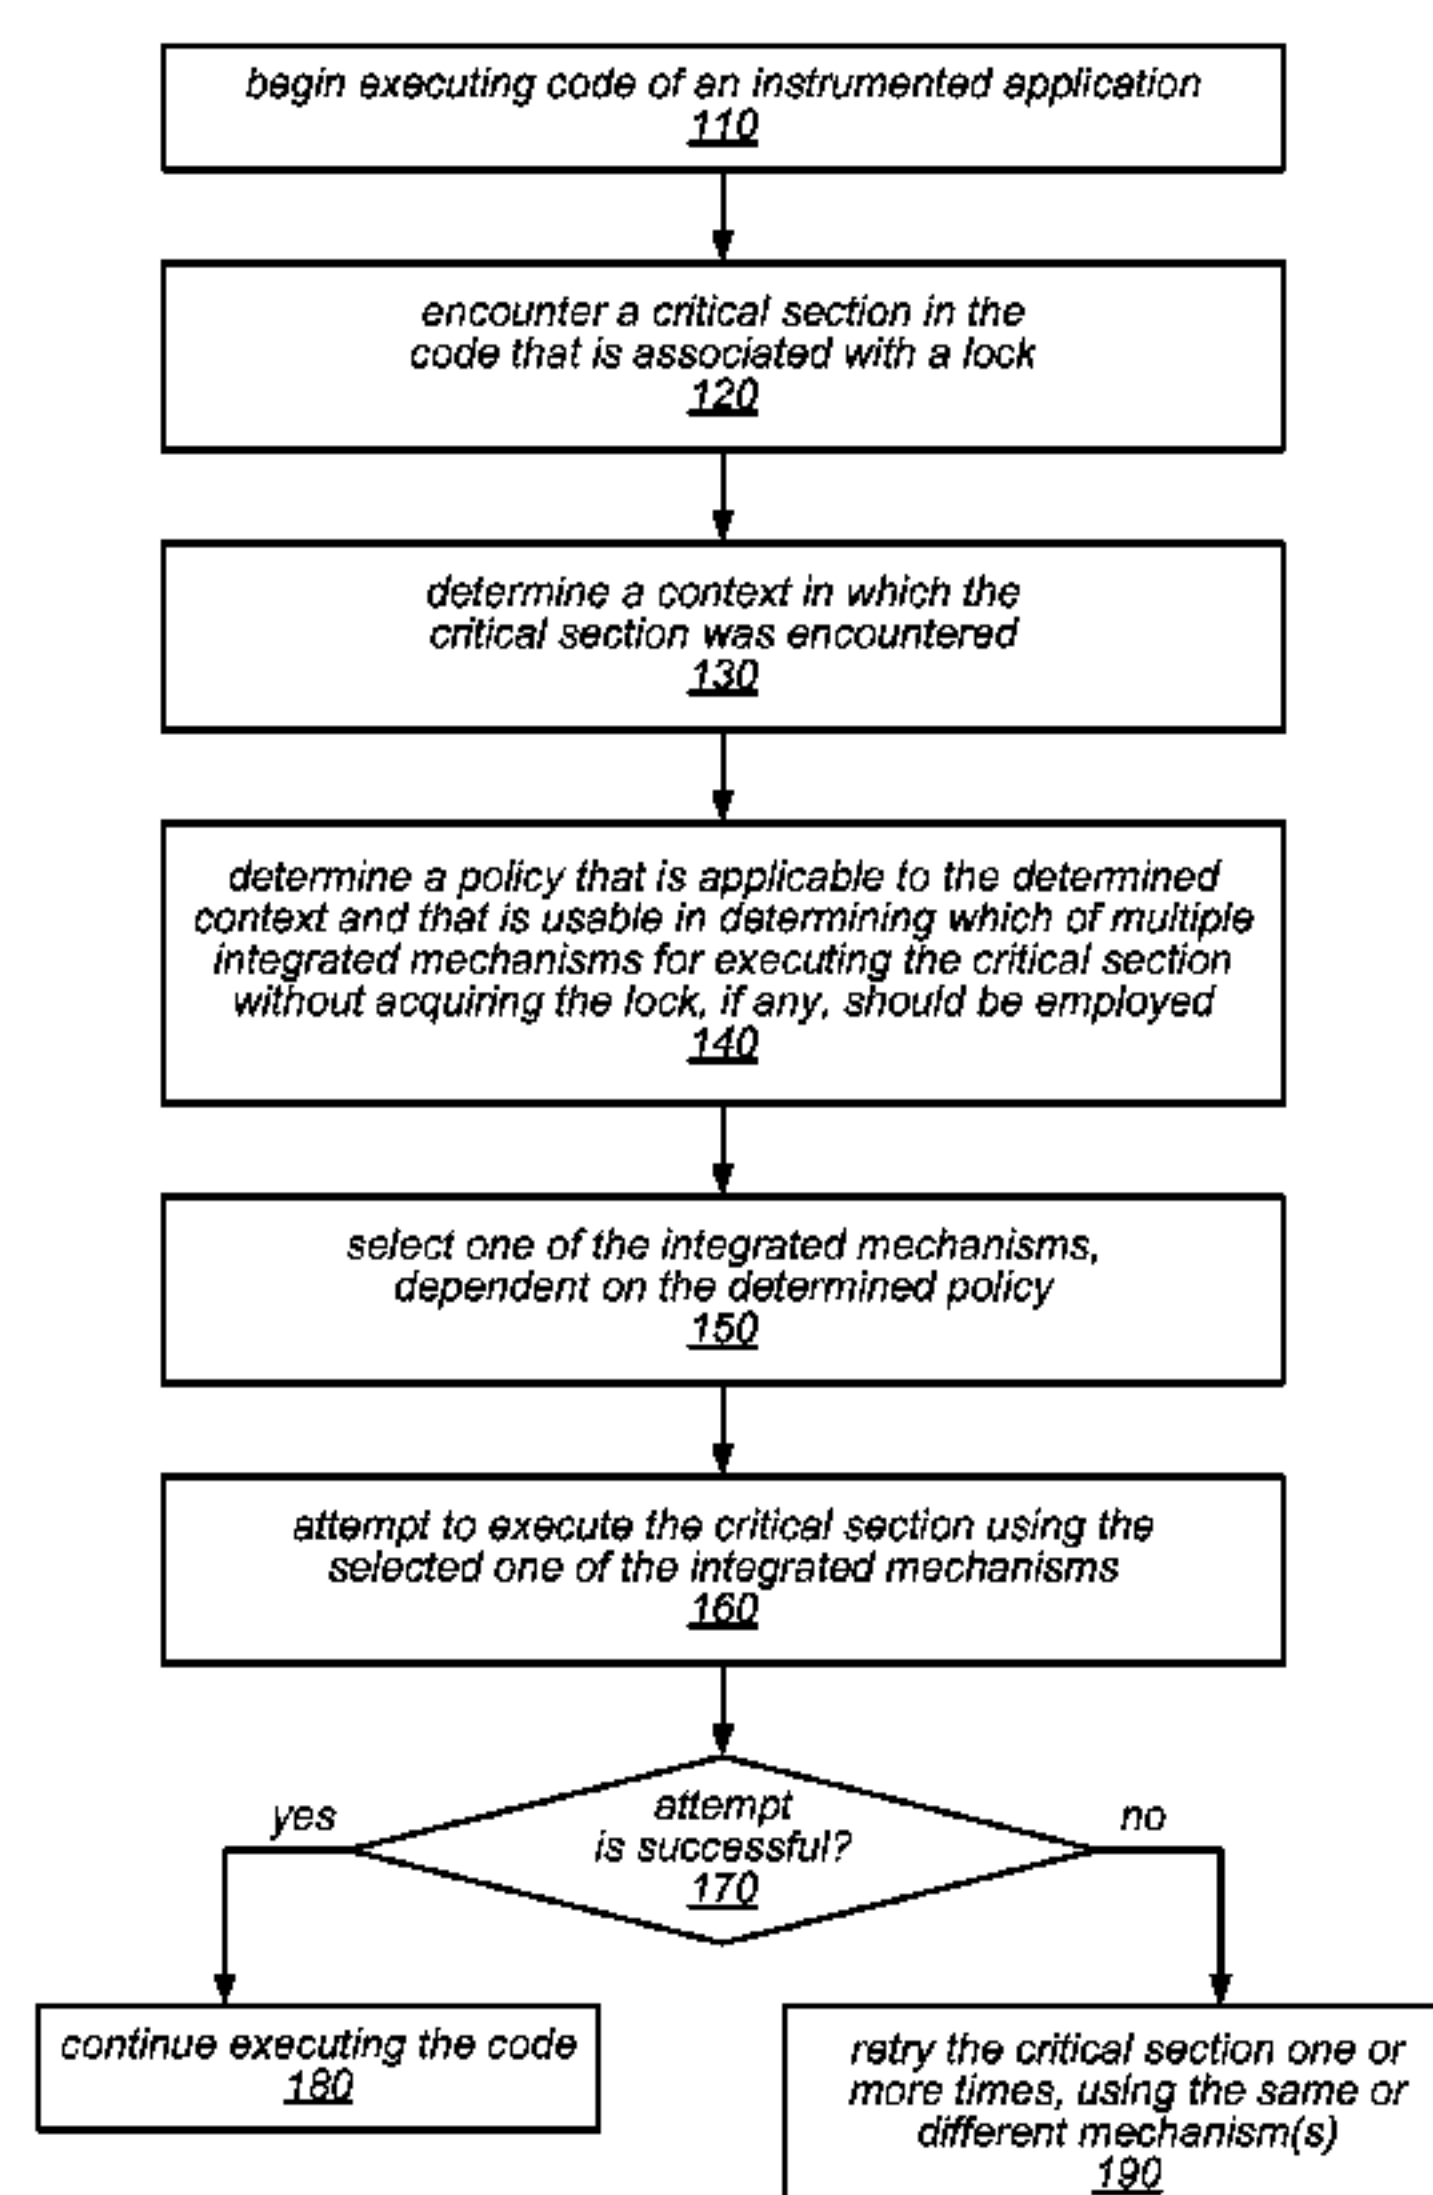 begin executing code of an instrumented application
110
encounter a critical section in the
code that is associated with a lock
120
determine a context in which the
critical section was encountered
130
determine a policy that is applicable to the determined
context and that is usable in determining which of multiple
integrated mechanisms for executing the critical section
without acquiring the lock, if any, should be employed
140
select one of the integrated mechanisms,
dependent on the determined policy
150
attempt to execute the critical section using the
selected one of the integrated mechanisms
160
attempt
is successful?
170
yes
no
continue executing the code
180
retry the critical section one or
more times, using the same or
different mechanism(s)
190